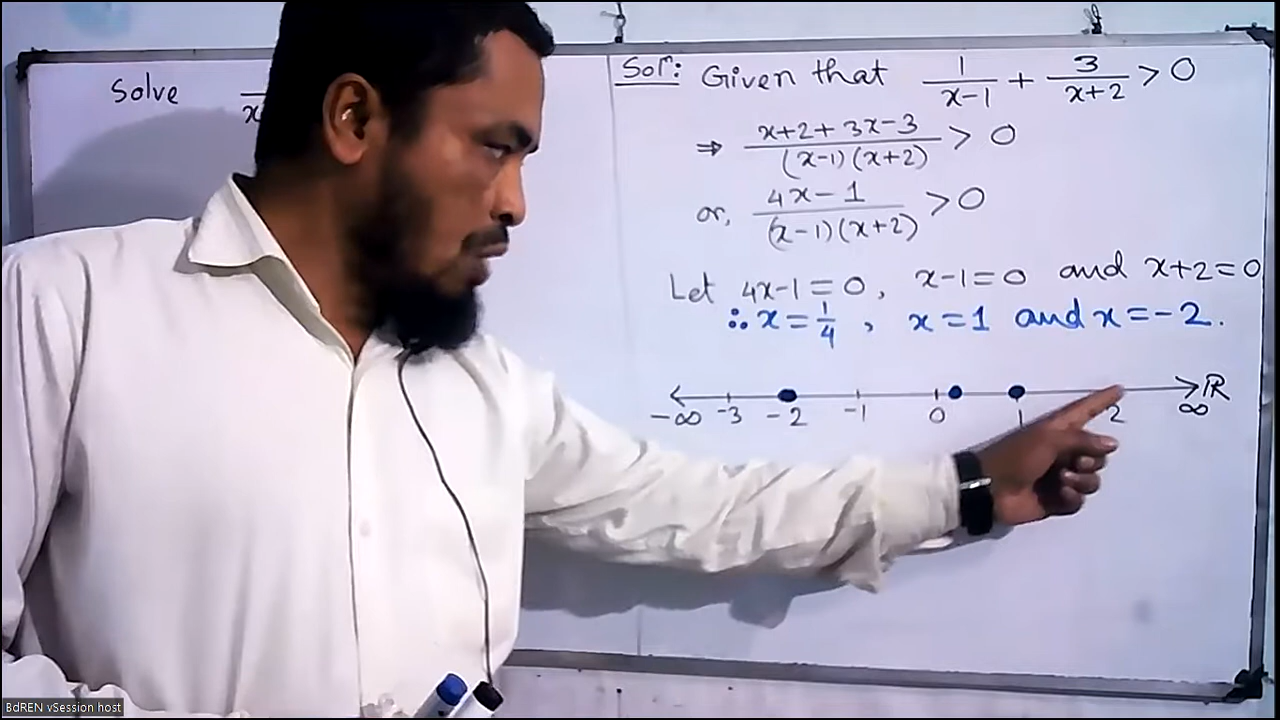 Solve
x
Solⁿ: Given that 1/(x-1) + 3/(x+2) > 0
⇒ (x+2+3x-3)/((x-1)(x+2)) > 0
or, (4x-1)/((x-1)(x+2)) > 0
Let 4x-1=0, x-1=0 and x+2=0
∴ x=1/4, x=1 and x=-2.
-∞ -3 -2 -1 0 1 2 ∞ ℝ
BdREN vSession host